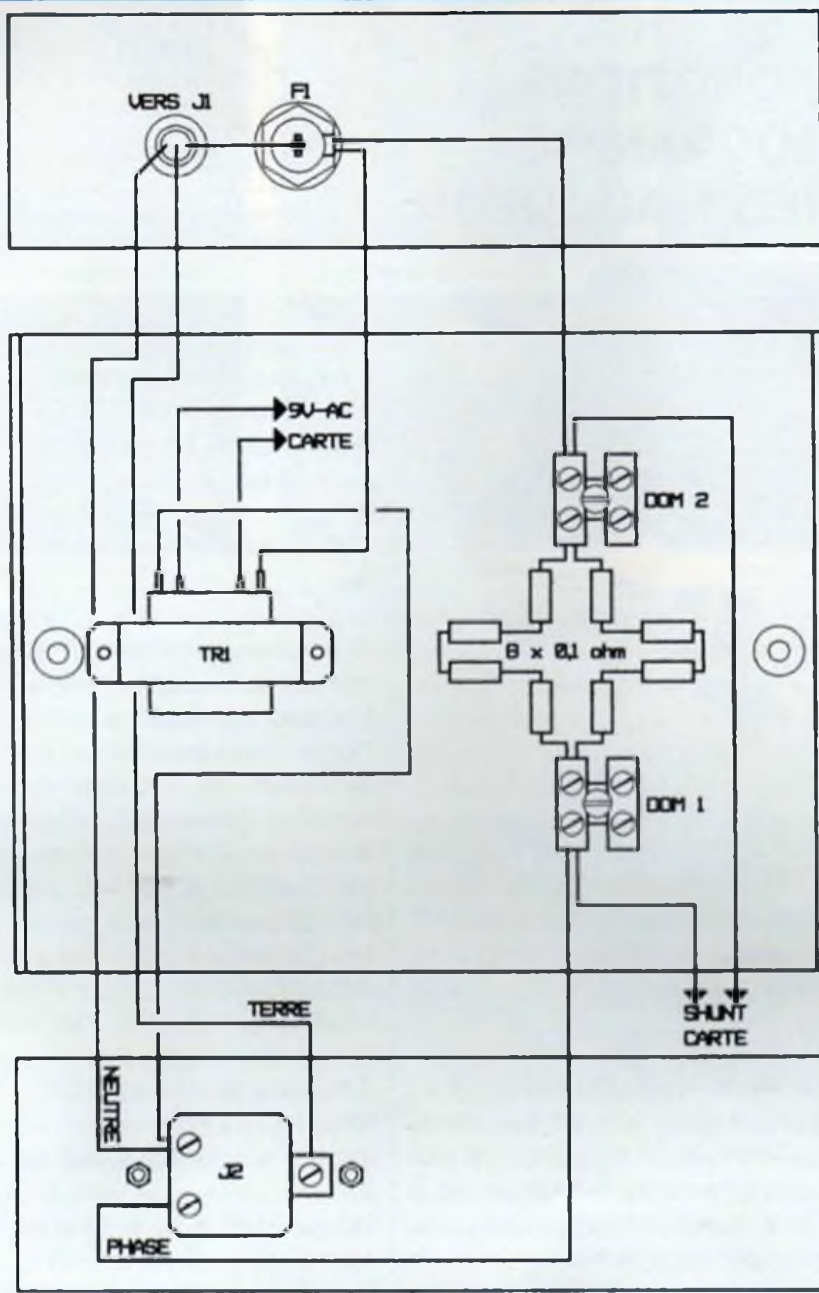 VERS J1
F1
9V-AC
CARTE
DOM 2
TR1
8 x 0,1 ohm
DOM 1
TERRE
SHUNT
CARTE
NEUTRE
J2
PHASE